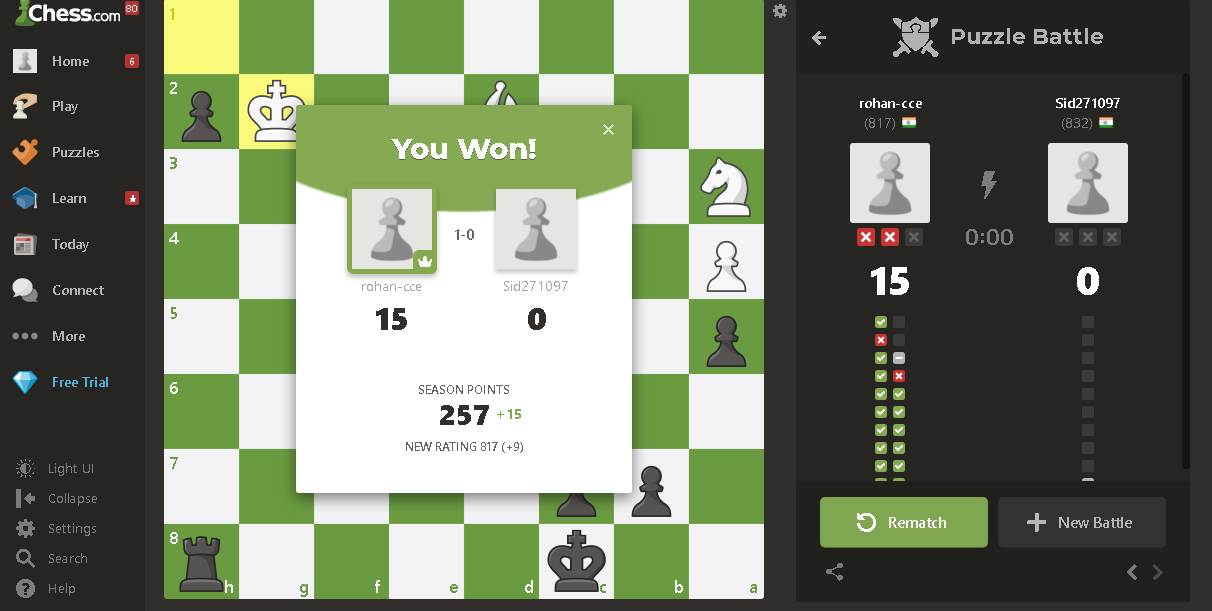 Chess.com 80
Home 6
Play
Puzzles
Learn
Today
Connect
More
Free Trial
Light UI
Collapse
Settings
Search
Help
1
2
3
4
5
6
7
8
h g f e d c b a
You Won!
1-0
rohan-cce Sid271097
15 0
SEASON POINTS
257 +15
NEW RATING 817 (+9)
Puzzle Battle
rohan-cce Sid271097
(817) (832)
0:00
15 0
Rematch
New Battle